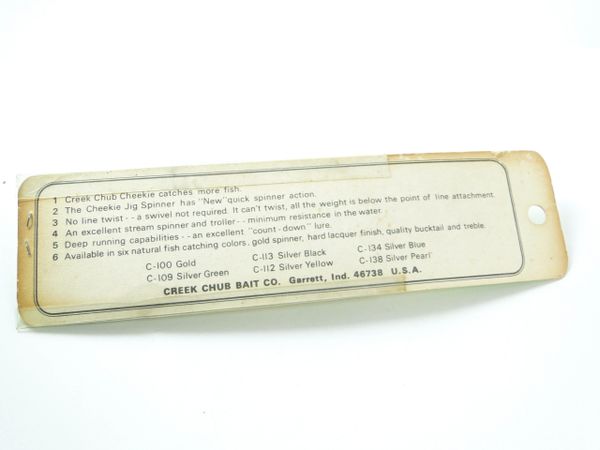 1 Creek Chub Cheekie catches more fish.
2 The Cheekie Jig Spinner has "New" quick spinner action.
3 No line twist - - a swivel not required. It can't twist, all the weight is below the point of line attachment.
4 An excellent stream spinner and troller - - minimum resistance in the water.
5 Deep running capabilities - - an excellent "count-down" lure.
6 Available in six natural fish catching colors, gold spinner, hard lacquer finish, quality bucktail and treble.
C-100 Gold C-113 Silver Black C-134 Silver Blue
C-109 Silver Green C-112 Silver Yellow C-138 Silver Pearl
CREEK CHUB BAIT CO. Garrett, Ind. 46738 U.S.A.